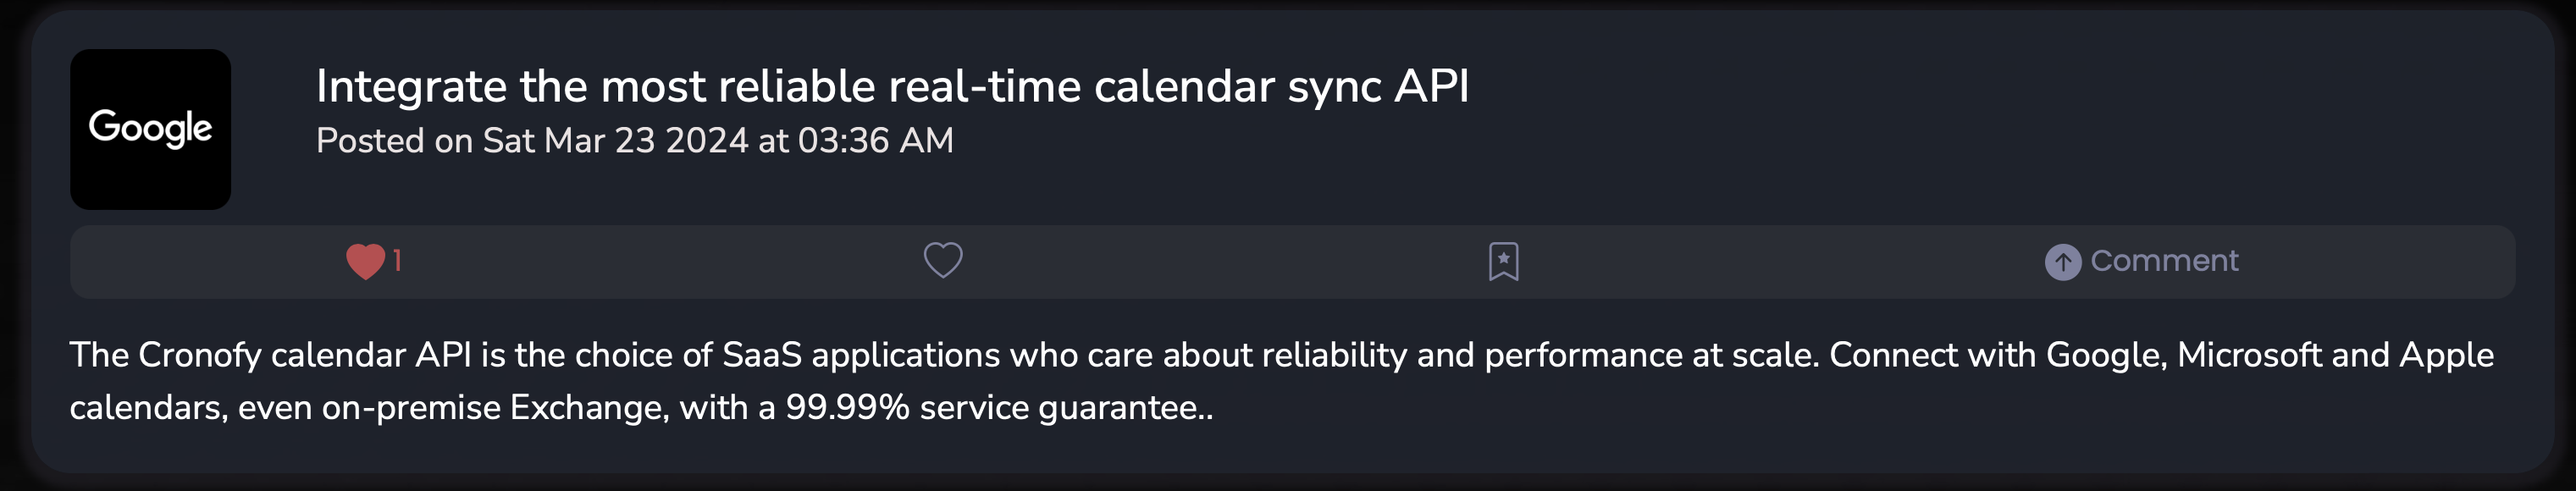 Google
Integrate the most reliable real-time calendar sync API
Posted on Sat Mar 23 2024 at 03:36 AM
1
Comment
The Cronofy calendar API is the choice of SaaS applications who care about reliability and performance at scale. Connect with Google, Microsoft and Apple
calendars, even on-premise Exchange, with a 99.99% service guarantee..